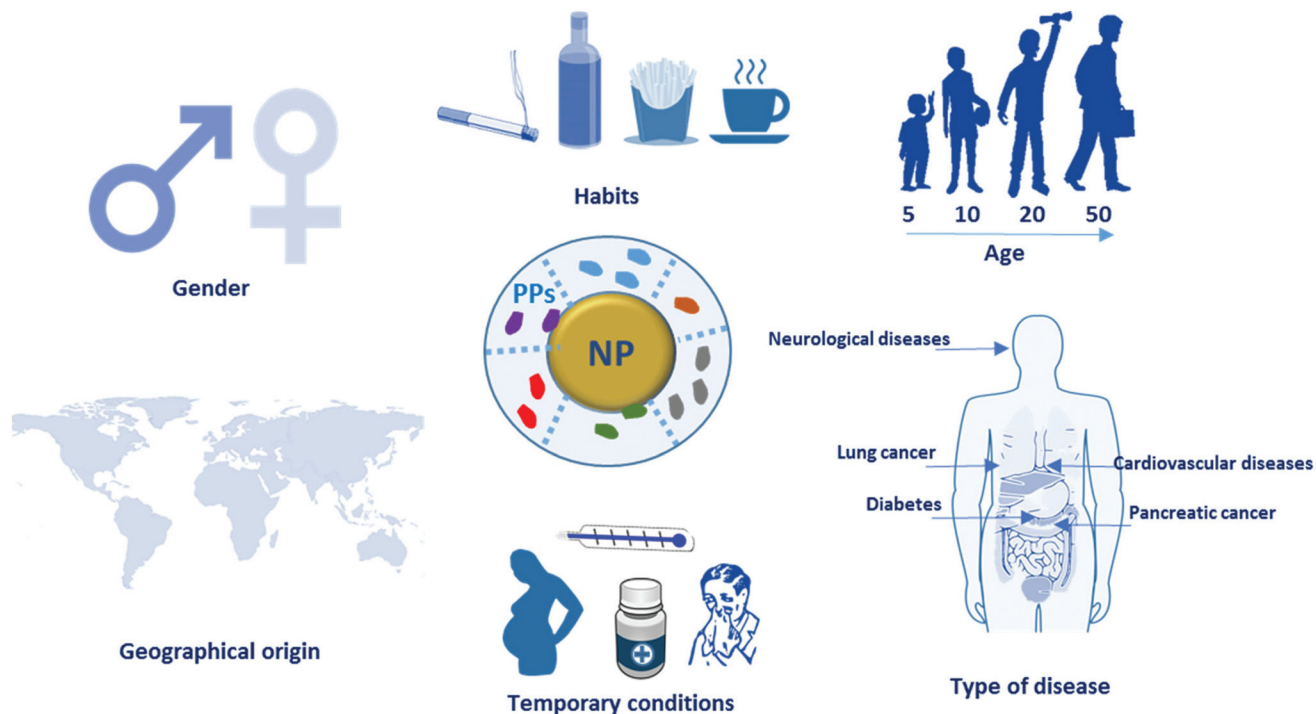 Habits
5 10 20 50
Age
Gender
PPs
NP
Neurological diseases
Lung cancer
Cardiovascular diseases
Diabetes
Pancreatic cancer
Geographical origin
Temporary conditions
Type of disease